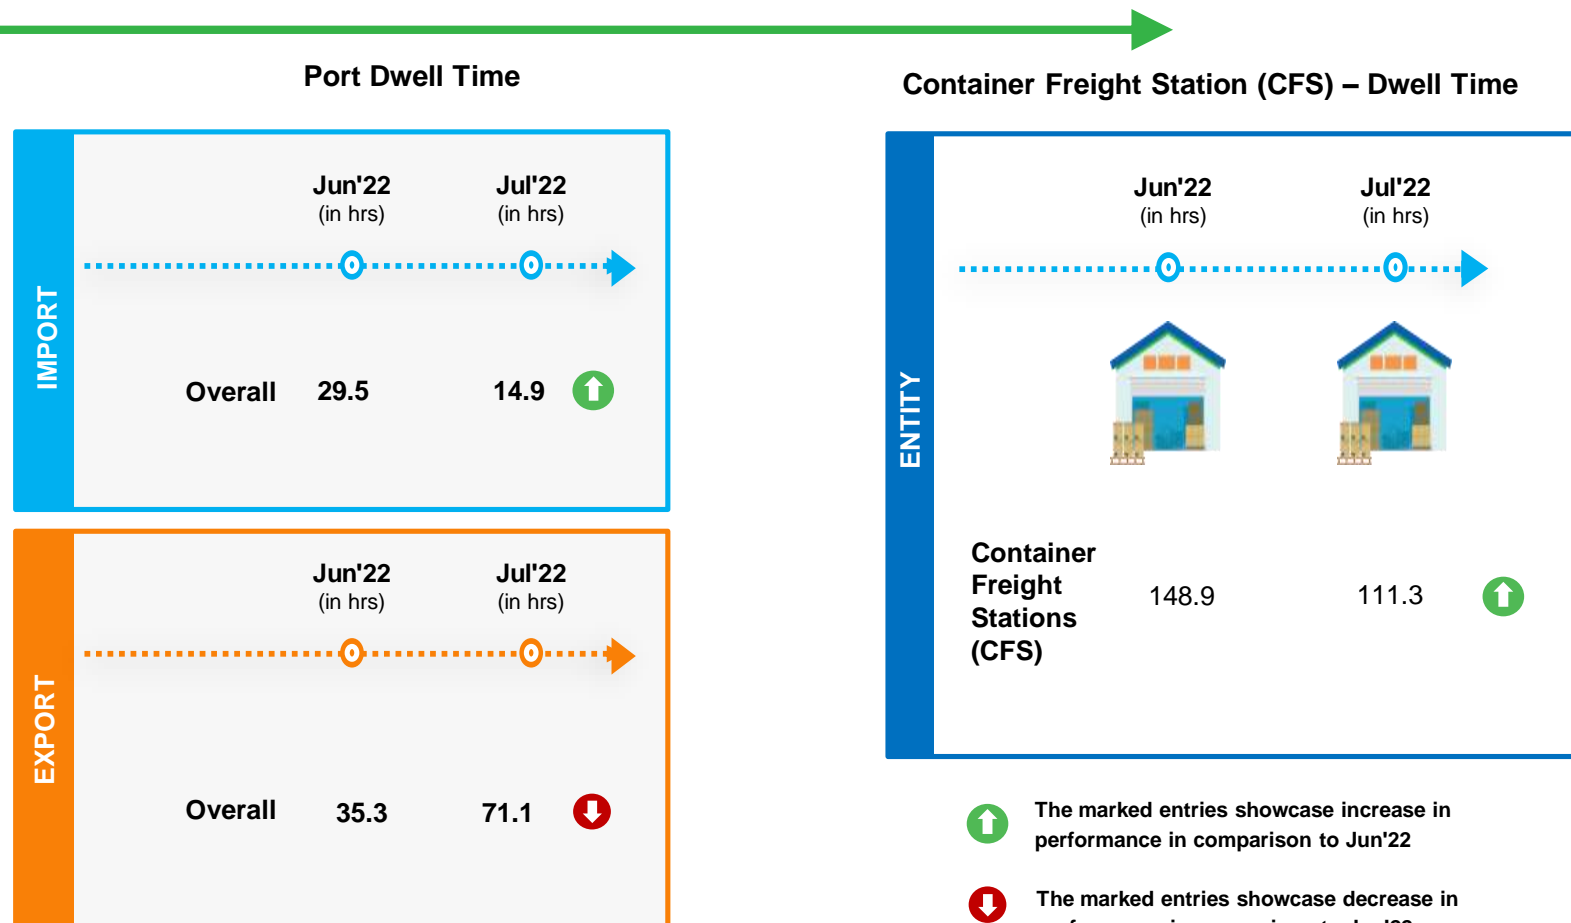 Port Dwell Time
Container Freight Station (CFS) – Dwell Time
IMPORT
Jun'22
(in hrs)
Jul'22
(in hrs)
Overall 29.5 14.9
EXPORT
Jun'22
(in hrs)
Jul'22
(in hrs)
Overall 35.3 71.1
ENTITY
Jun'22
(in hrs)
Jul'22
(in hrs)
Container
Freight
Stations
(CFS)
148.9 111.3
The marked entries showcase increase in
performance in comparison to Jun'22
The marked entries showcase decrease in